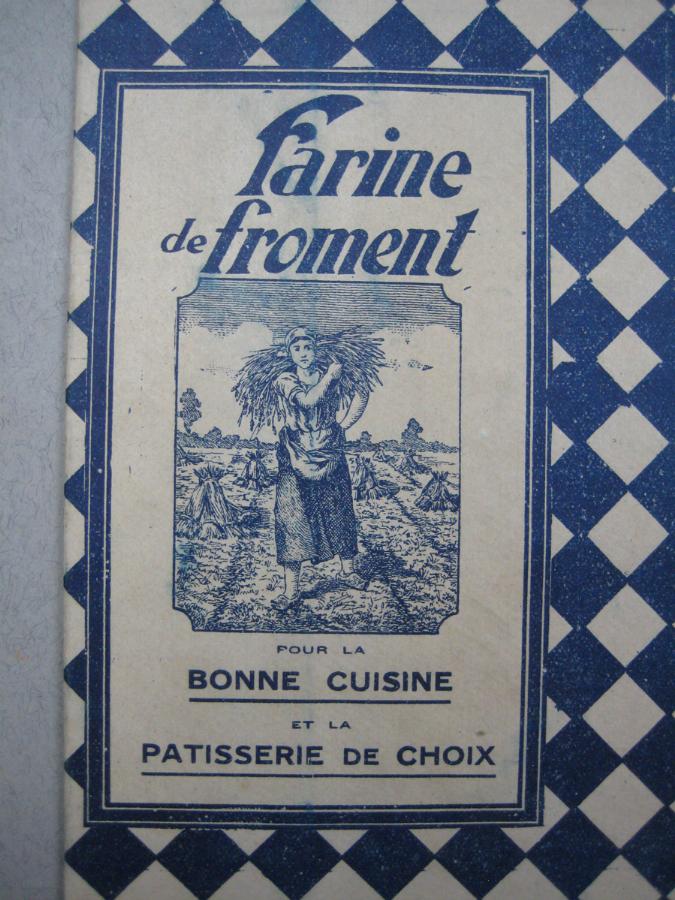 Farine
de froment
POUR LA
BONNE CUISINE
ET LA
PATISSERIE DE CHOIX